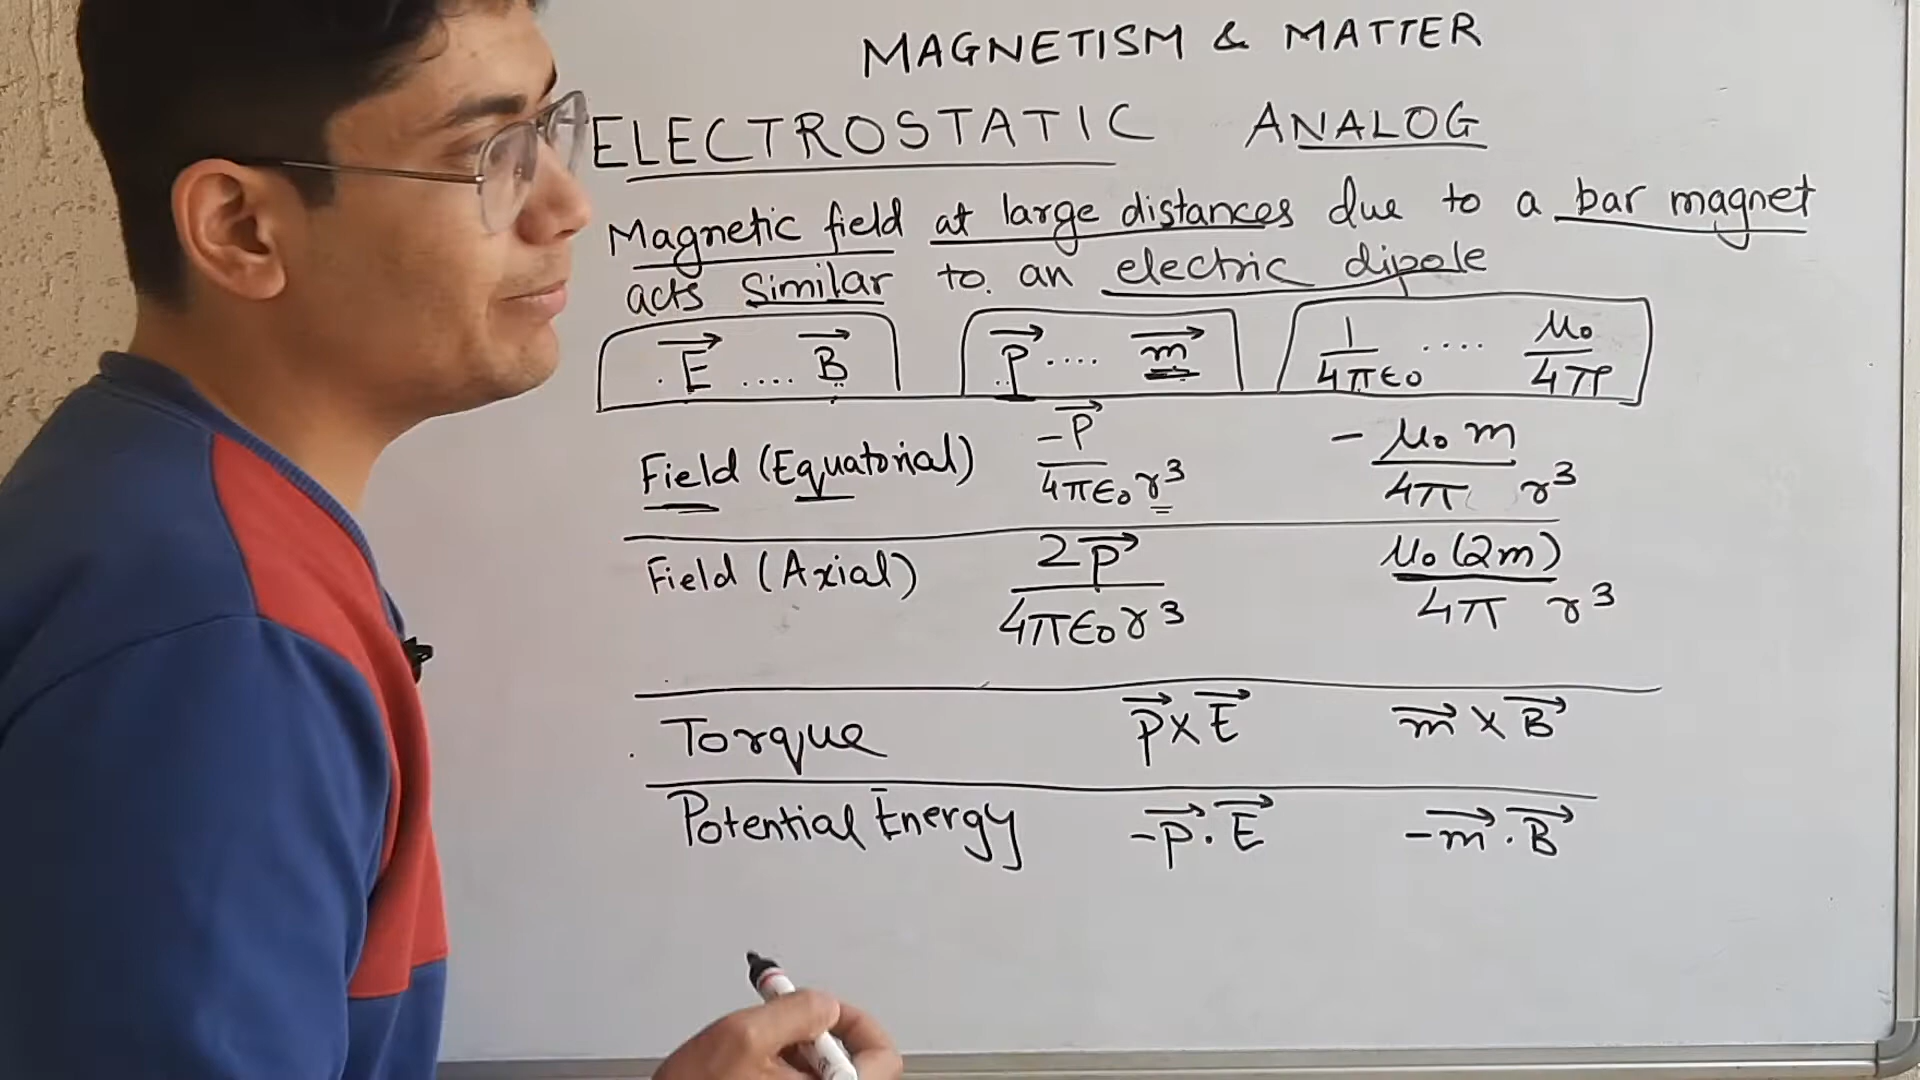 MAGNETISM & MATTER
ELECTROSTATIC ANALOG
Magnetic field at large distances due to a bar magnet
acts similar to an electric dipole
E⃗ .... B⃗ P⃗ .... m⃗ 1/4πϵ₀ .... μ₀/4π
Field (Equatorial) -P⃗/4πϵ₀r³ -μ₀m/4π r³
Field (Axial) 2P⃗/4πϵ₀r³ μ₀(2m)/4π r³
Torque P⃗ × E⃗ m⃗ × B⃗
Potential Energy -P⃗ . E⃗ -m⃗ . B⃗